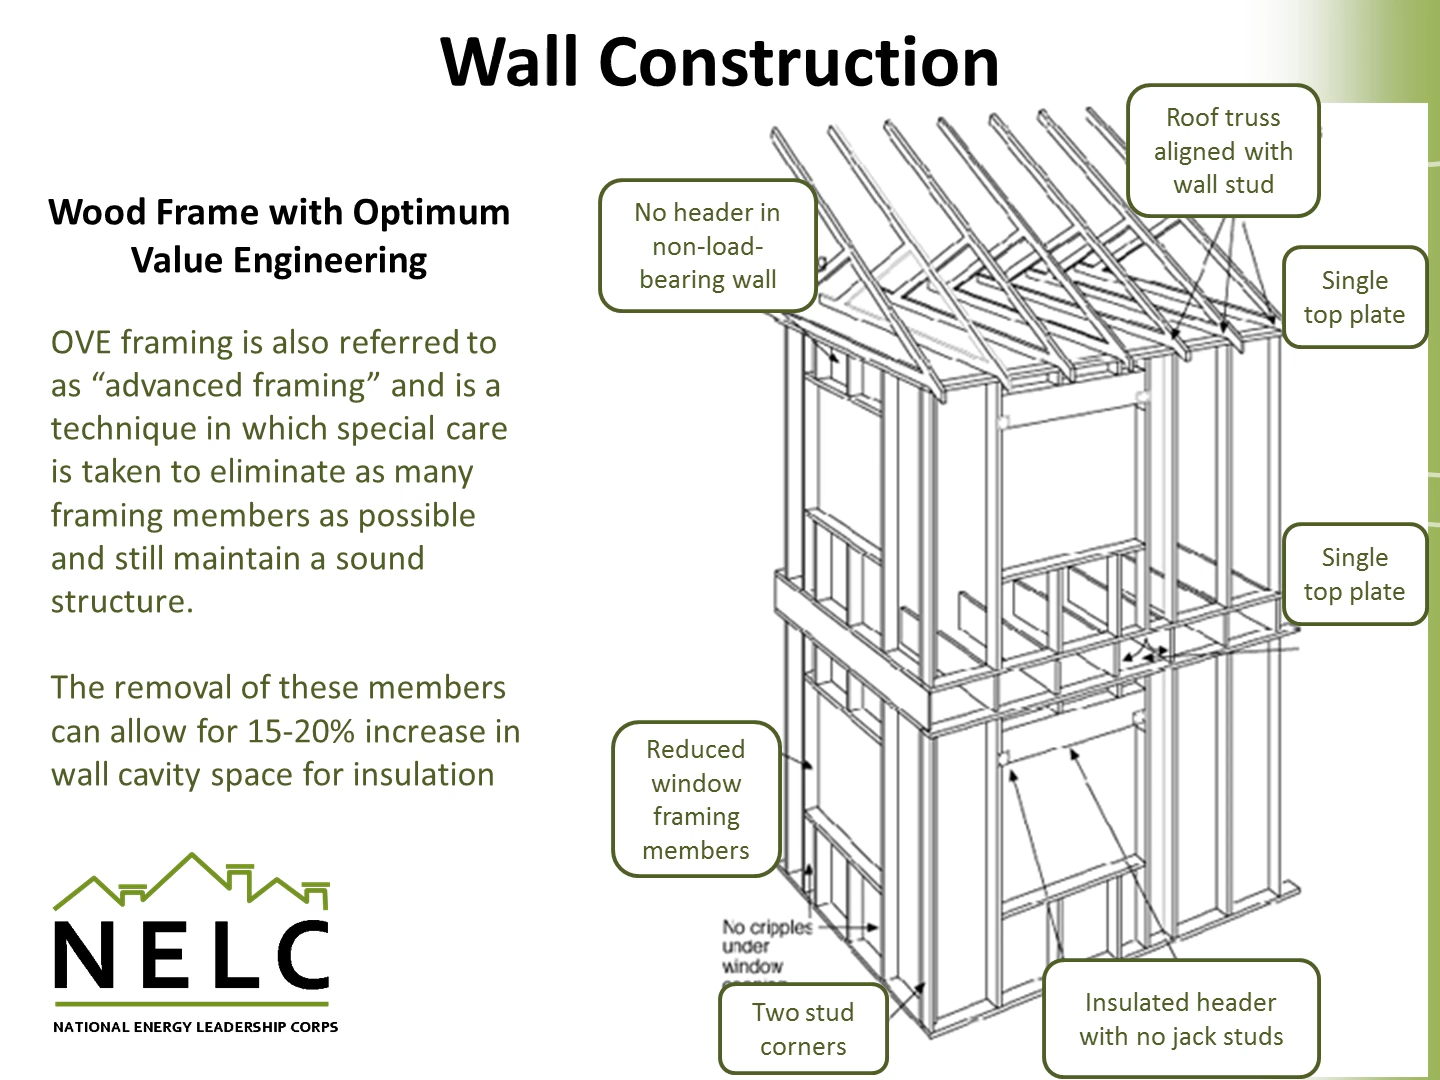 Wall Construction
Wood Frame with Optimum
Value Engineering
OVE framing is also referred to
as “advanced framing” and is a
technique in which special care
is taken to eliminate as many
framing members as possible
and still maintain a sound
structure.
The removal of these members
can allow for 15-20% increase in
wall cavity space for insulation
NELC
NATIONAL ENERGY LEADERSHIP CORPS
Roof truss
aligned with
wall stud
No header in
non-load-
bearing wall
Single
top plate
Single
top plate
Reduced
window
framing
members
No cripples
under
window
Two stud
corners
Insulated header
with no jack studs